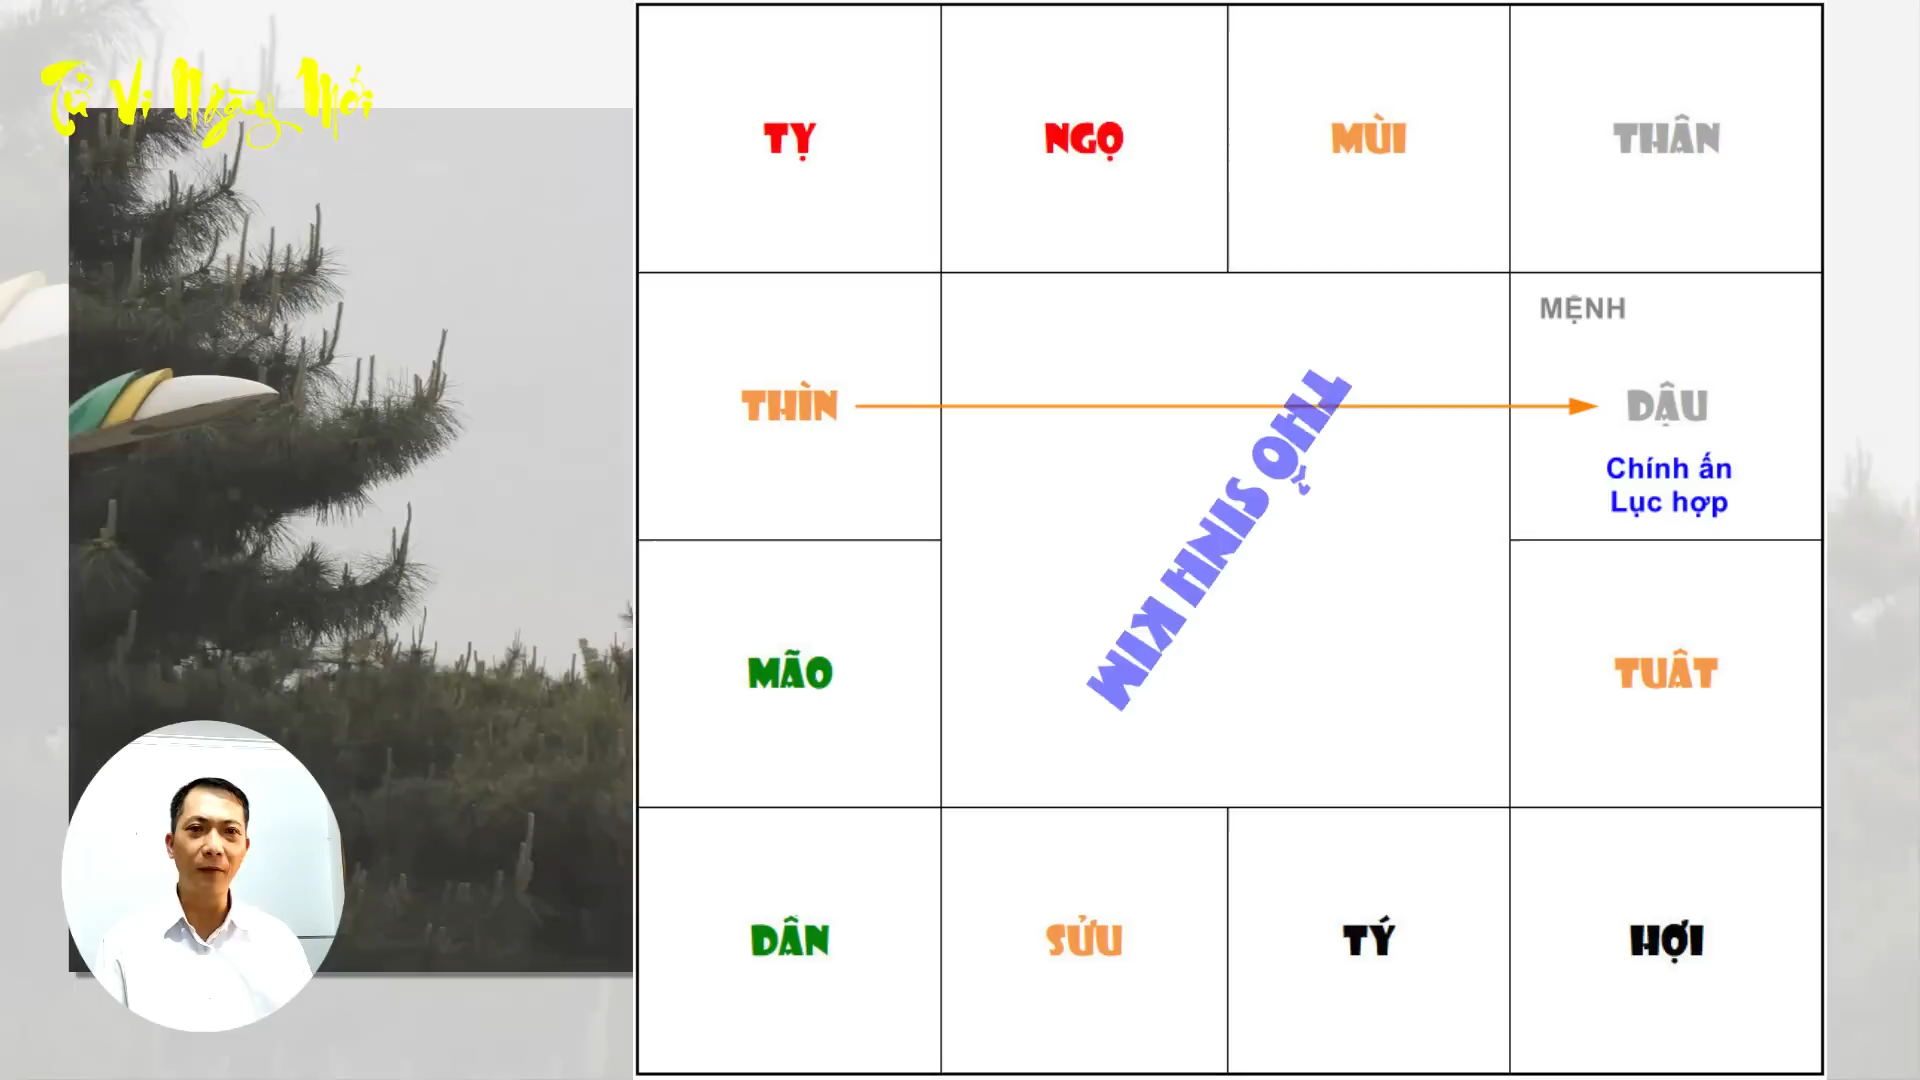 Tử Vi Ngày Mới
TỴ
NGỌ
MÙI
THÂN
THÌN
MỆNH
DẬU
Chính ấn
Lục hợp
THỔ SINH KIM
MÃO
TUẤT
DẦN
SỬU
TÝ
HỢI